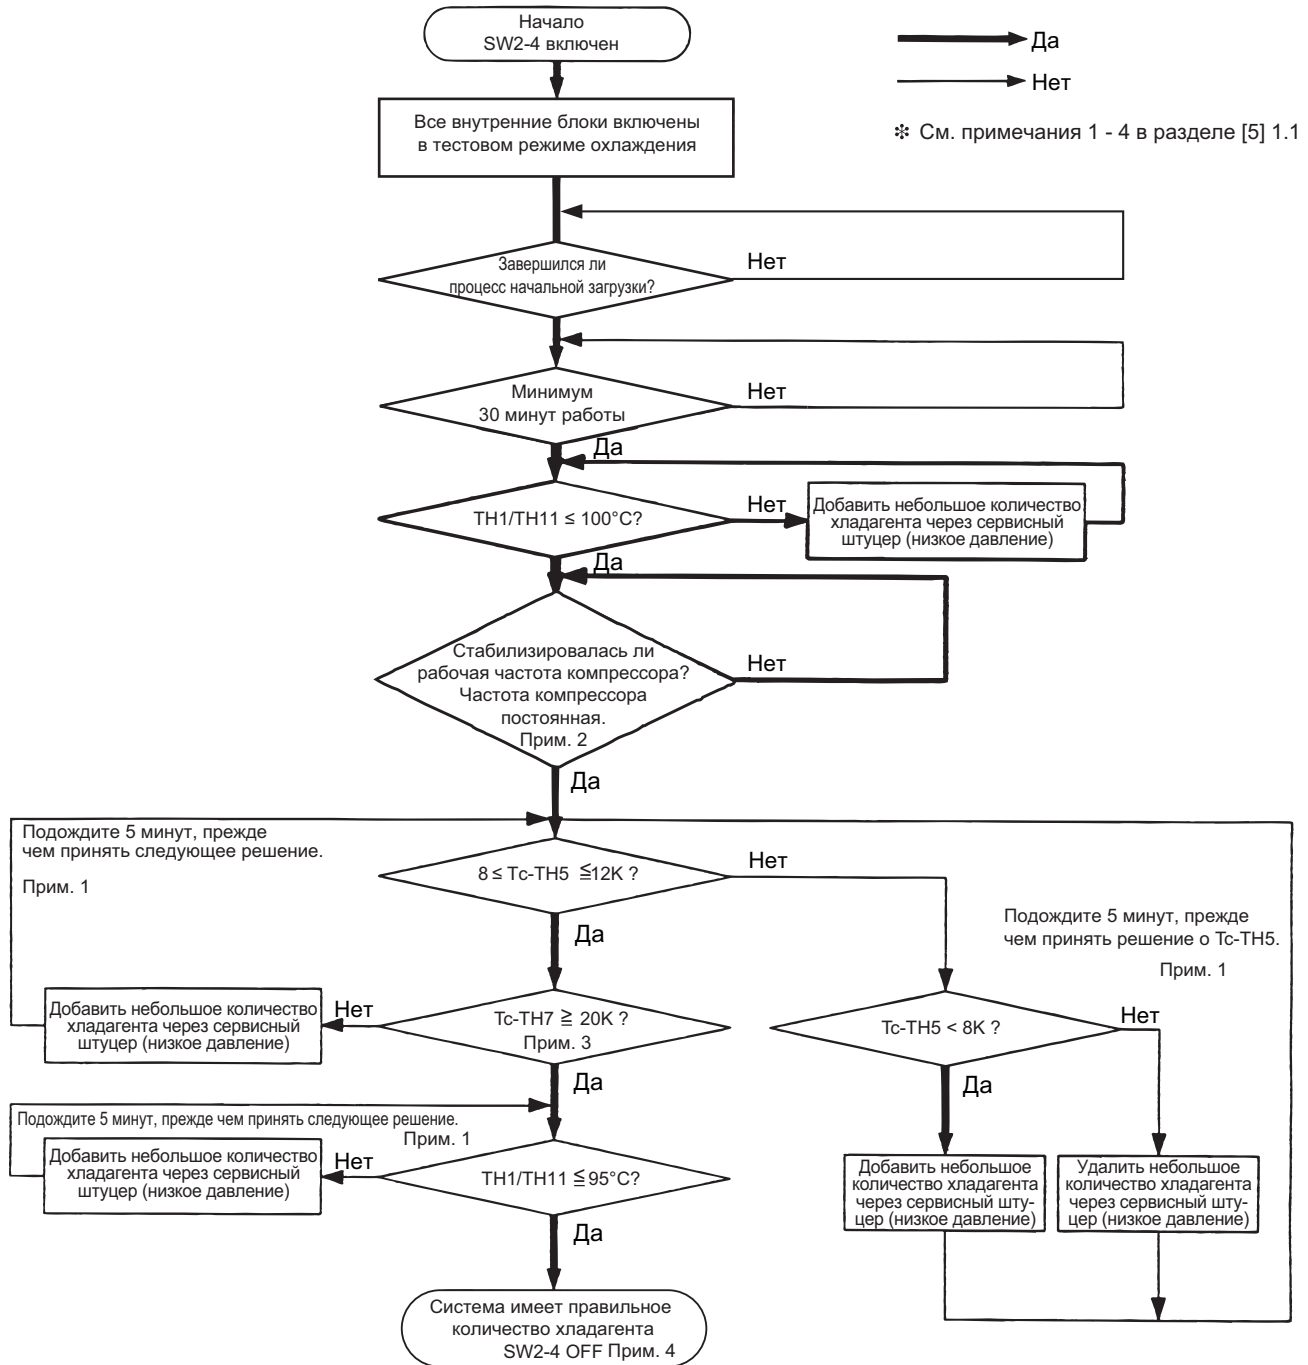 Начало
SW2-4 включен
Да
Нет
❇ См. примечания 1 - 4 в разделе [5] 1.1
Все внутренние блоки включены
в тестовом режиме охлаждения
Завершился ли
процесс начальной загрузки?
Нет
Минимум
30 минут работы
Нет
Да
TH1/TH11 ≤ 100°C?
Нет
Добавить небольшое количество
хладагента через сервисный
штуцер (низкое давление)
Да
Стабилизировалась ли
рабочая частота компрессора?
Частота компрессора
постоянная.
Прим. 2
Нет
Да
Подождите 5 минут, прежде
чем принять следующее решение.
Прим. 1
8 ≤ Tc-TH5 ≦12K ?
Нет
Да
Подождите 5 минут, прежде
чем принять решение о Tc-TH5.
Прим. 1
Добавить небольшое количество
хладагента через сервисный
штуцер (низкое давление)
Нет
Tc-TH7 ≧ 20K ?
Прим. 3
Да
Tc-TH5 < 8K ?
Нет
Да
Подождите 5 минут, прежде чем принять следующее решение.
Прим. 1
Добавить небольшое количество
хладагента через сервисный
штуцер (низкое давление)
Нет
TH1/TH11 ≦95°C?
Да
Добавить небольшое
количество хладагента
через сервисный шту-
цер (низкое давление)
Удалить небольшое
количество хладагента
через сервисный шту-
цер (низкое давление)
Система имеет правильное
количество хладагента
SW2-4 OFF Прим. 4